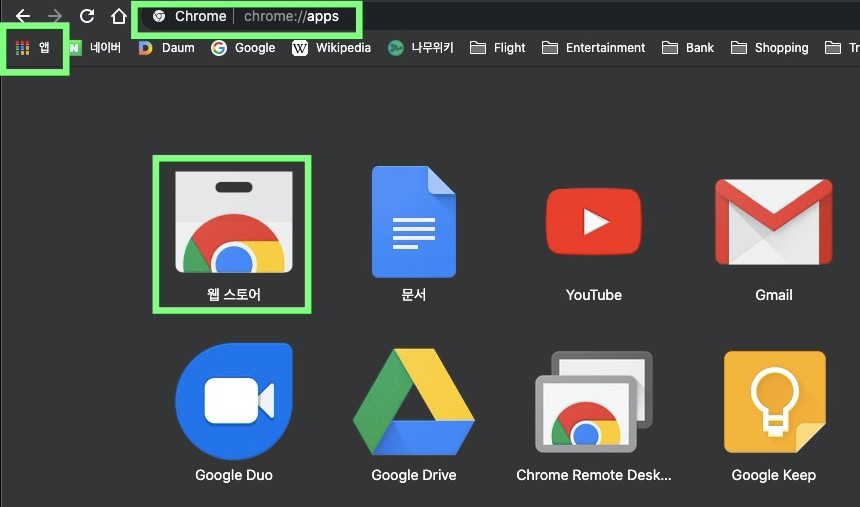 Chrome | chrome://apps
앱 네이버 Daum Google Wikipedia 나무위키 Flight Entertainment Bank Shopping Tr
웹 스토어 문서 YouTube Gmail
Google Duo Google Drive Chrome Remote Desk... Google Keep